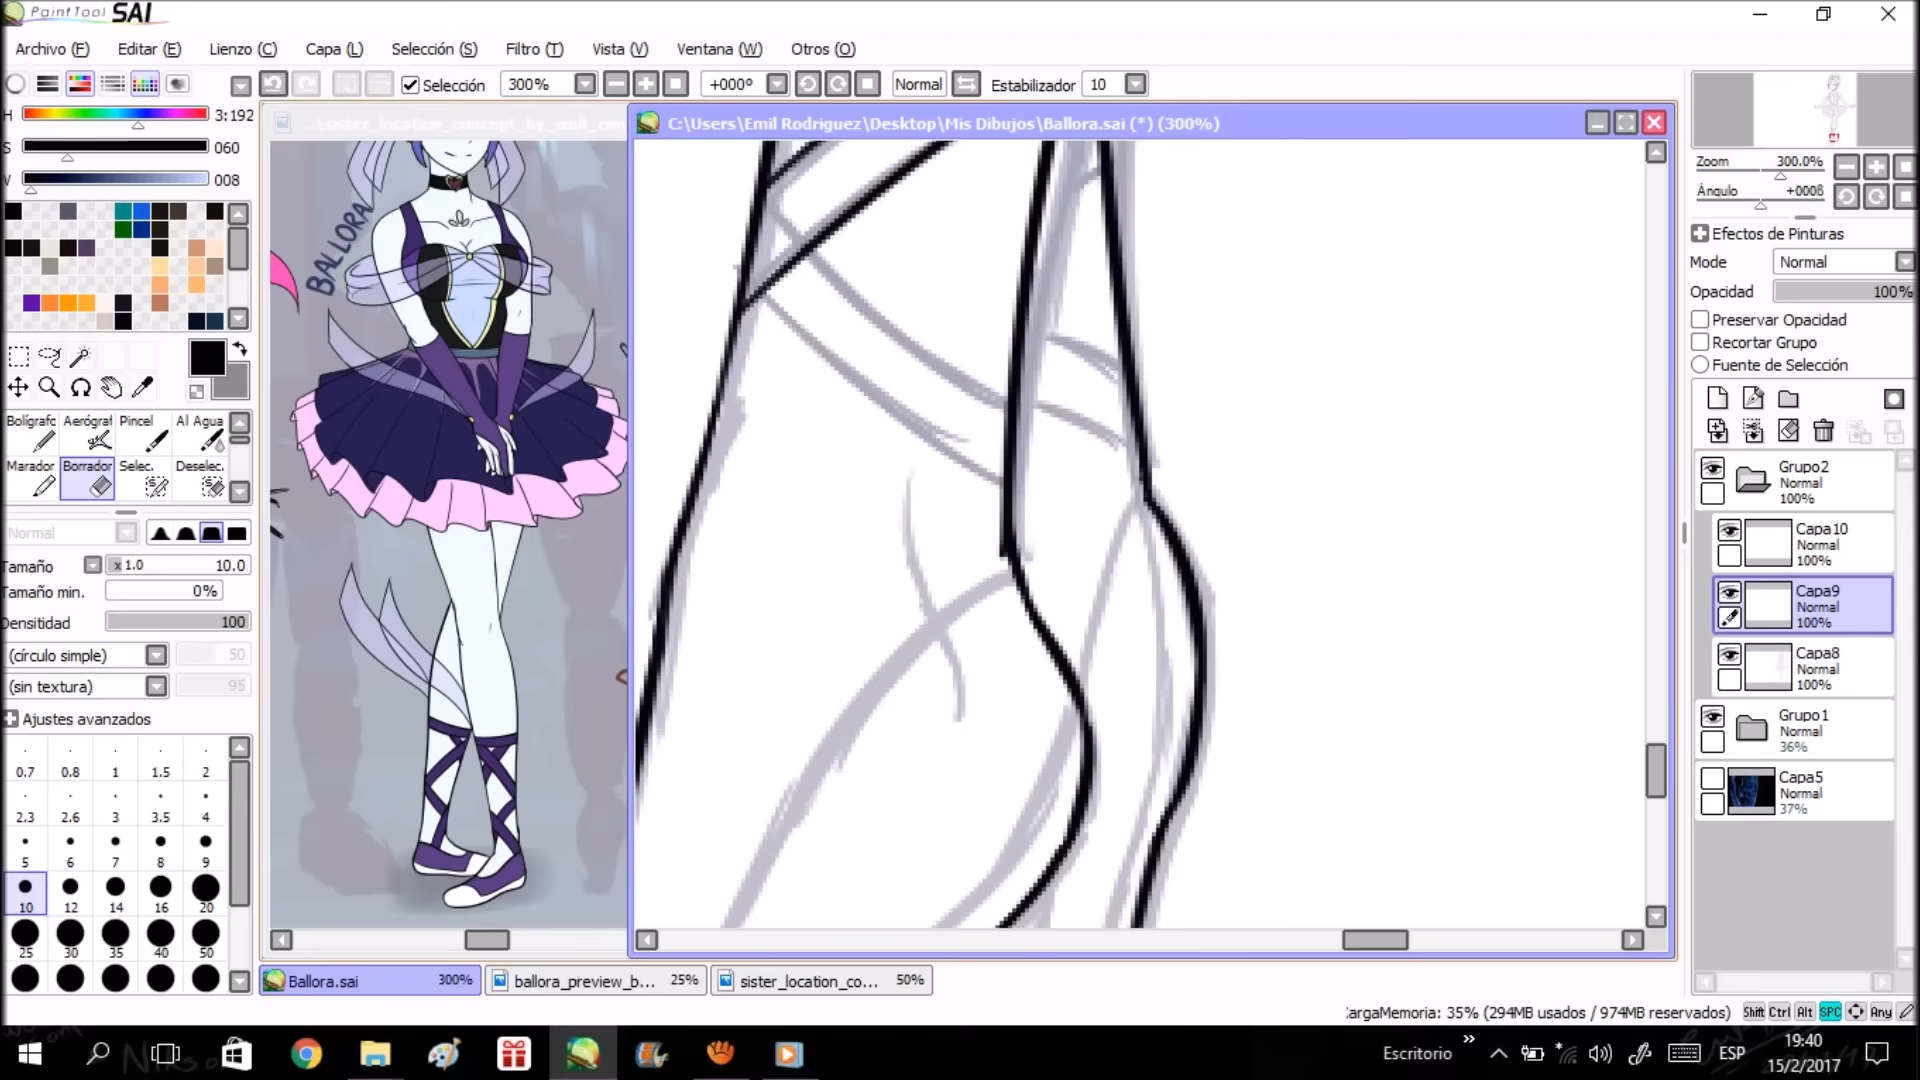 PaintTool SAI
Archivo (F) Editar (E) Lienzo (C) Capa (L) Selección (S) Filtro (T) Vista (V) Ventana (W) Otros (O)
Selección 300% +000º Normal Estabilizador 10
H 3:192
S 060
V 008
C:\Users\Emil Rodriguez\Desktop\Mis Dibujos\Ballora.sai (*) (300%)
BALLORA
Zoom 300.0%
Ángulo +000ß
Efectos de Pinturas
Mode Normal
Opacidad 100%
Preservar Opacidad
Recortar Grupo
Fuente de Selección
Bolígrafc Aerógraf Pincel Al Agua
Marador Borrador Selec. Deselec.
Normal
Tamaño x 1.0 10.0
Tamaño min. 0%
Densitidad 100
(círculo simple) 50
(sin textura) 95
Ajustes avanzados
0.7 0.8 1 1.5 2
2.3 2.6 3 3.5 4
5 6 7 8 9
10 12 14 16 20
25 30 35 40 50
Grupo2
Normal
100%
Capa10
Normal
100%
Capa9
Normal
100%
Capa8
Normal
100%
Grupo1
Normal
36%
Capa5
Normal
37%
Ballora.sai 300% ballora_preview_b... 25% sister_location_co... 50%
CargaMemoria: 35% (294MB usados / 974MB reservados) Shift Ctrl Alt SPC Any
Escritorio ESP 19:40
15/2/2017